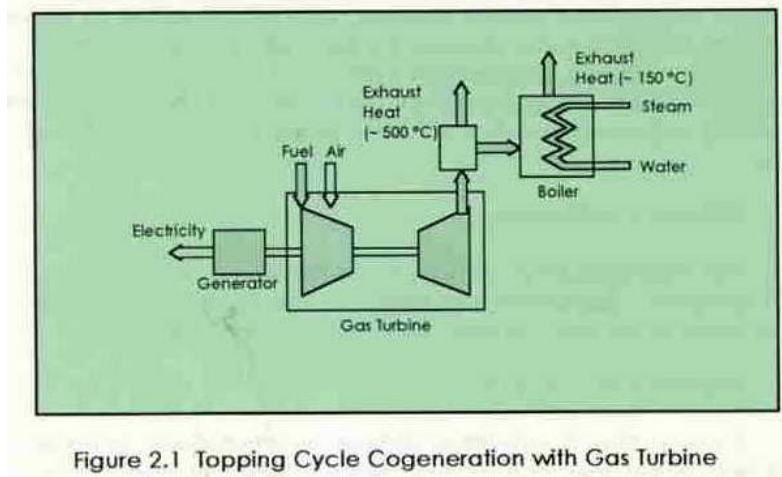 Exhaust
Heat (~ 150 °C)
Exhaust
Heat
(~ 500 °C)
Steam
Fuel Air
Water
Boiler
Electricity
Generator
Gas Turbine
Figure 2.1 Topping Cycle Cogeneration with Gas Turbine